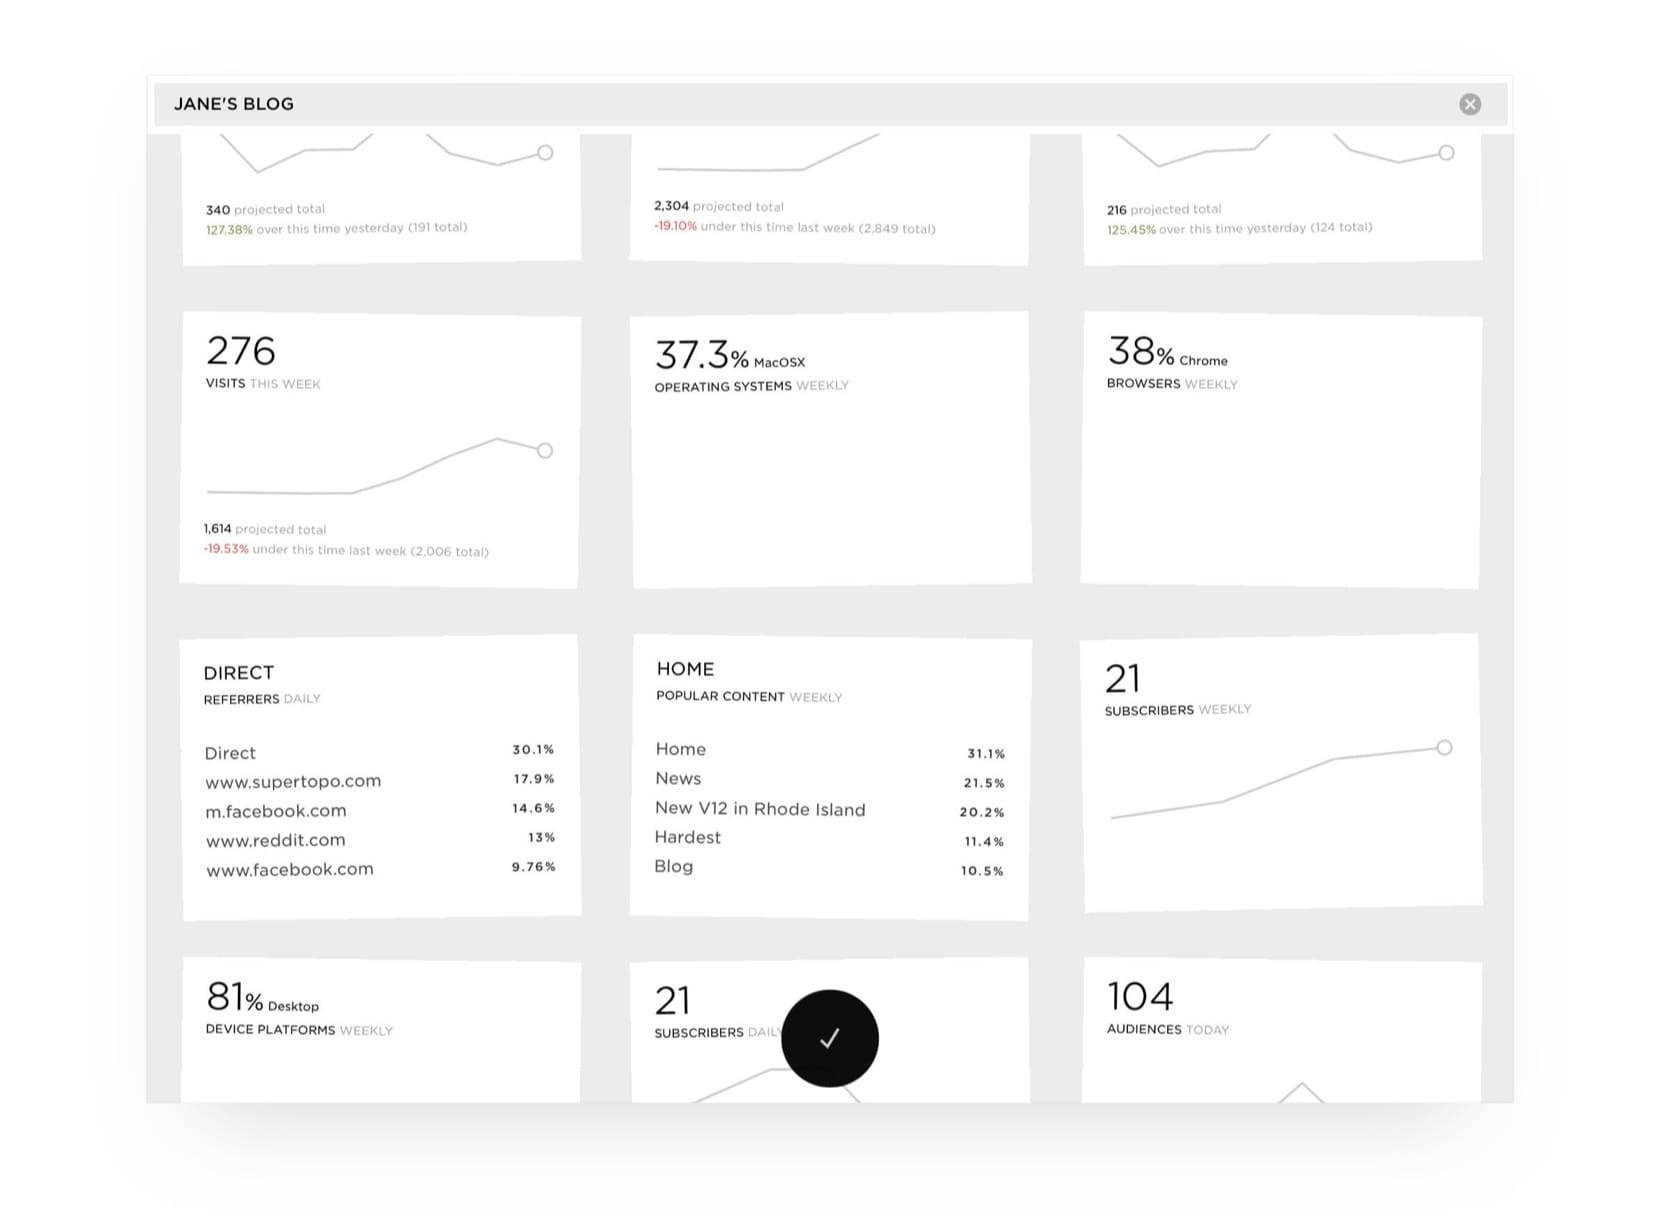 JANE'S BLOG
340 projected total
127.38% over this time yesterday (191 total)
2,304 projected total
-19.10% under this time last week (2,849 total)
216 projected total
125.45% over this time yesterday (124 total)
276
VISITS THIS WEEK
1,614 projected total
-19.53% under this time last week (2,006 total)
37.3% MacOSX
OPERATING SYSTEMS WEEKLY
38% Chrome
BROWSERS WEEKLY
DIRECT
REFERRERS DAILY
Direct 30.1%
www.supertopo.com 17.9%
m.facebook.com 14.6%
www.reddit.com 13%
www.facebook.com 9.76%
HOME
POPULAR CONTENT WEEKLY
Home 31.1%
News 21.5%
New V12 in Rhode Island 20.2%
Hardest 11.4%
Blog 10.5%
21
SUBSCRIBERS WEEKLY
81% Desktop
DEVICE PLATFORMS WEEKLY
21
SUBSCRIBERS DAILY
104
AUDIENCES TODAY